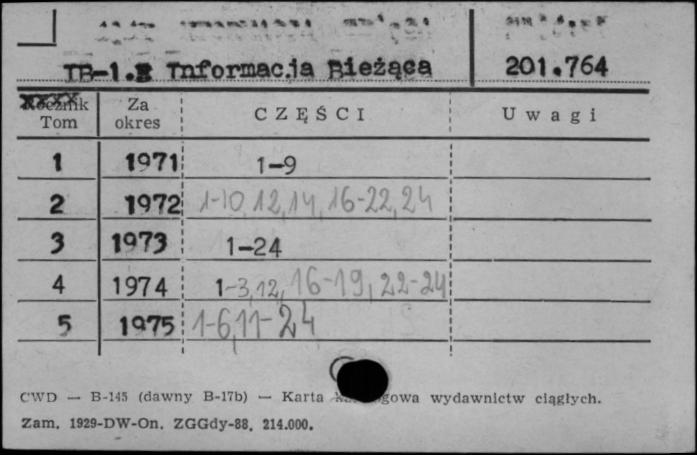 IB-1. Informacja Bieżąca 201.764
Rocznik Tom Za okres CZĘŚCI Uwagi
1 1971 1-9
2 1972 1-10,12,14,16-22,24
3 1973 1-24
4 1974 1-3,12,16-19,22-24
5 1975 1-6,11-24
CWD — B-145 (dawny B-17b) — Karta wydawnictw ciągłych.
Zam. 1929-DW-On. ZGGdy-88. 214.000.